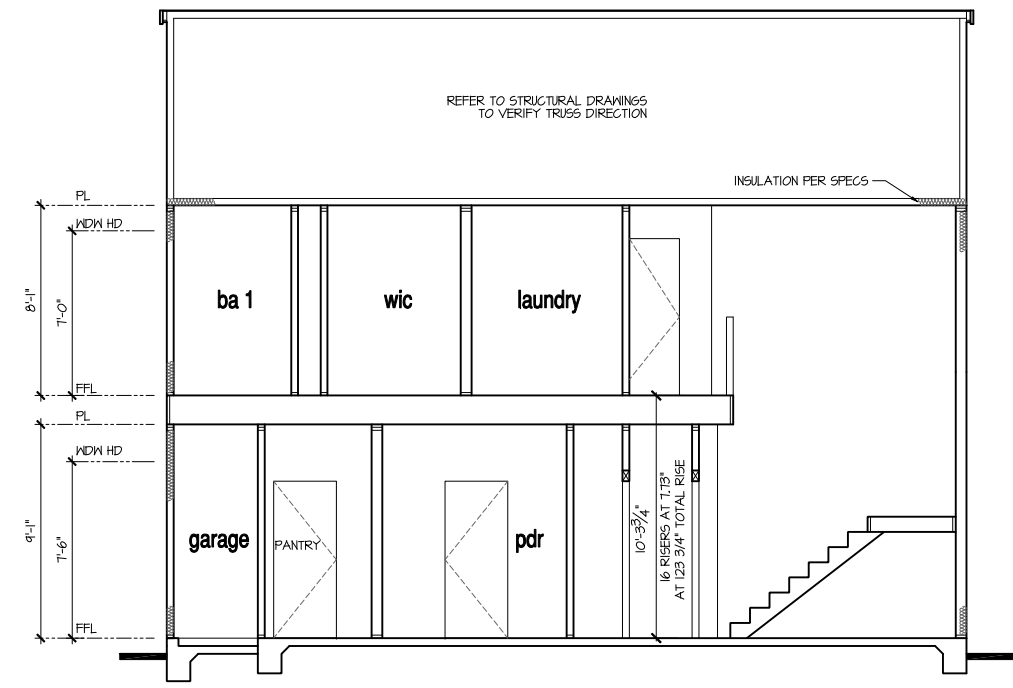 REFER TO STRUCTURAL DRAWINGS
TO VERIFY TRUSS DIRECTION
INSULATION PER SPECS
PL
WDW HD
8'-1"
7'-0"
ba 1
wic
laundry
FFL
PL
WDW HD
9'-1"
7'-6"
garage
PANTRY
pdr
10'-3 3/4"
16 RISERS AT 7.73"
AT 123 3/4" TOTAL RISE
FFL